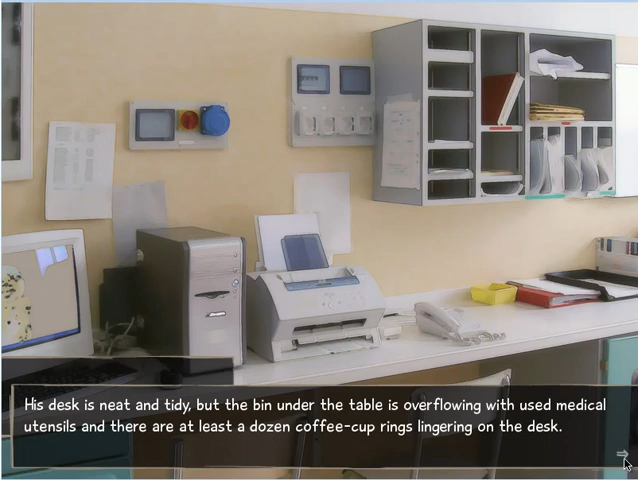 His desk is neat and tidy, but the bin under the table is overflowing with used medical
utensils and there are at least a dozen coffee-cup rings lingering on the desk.